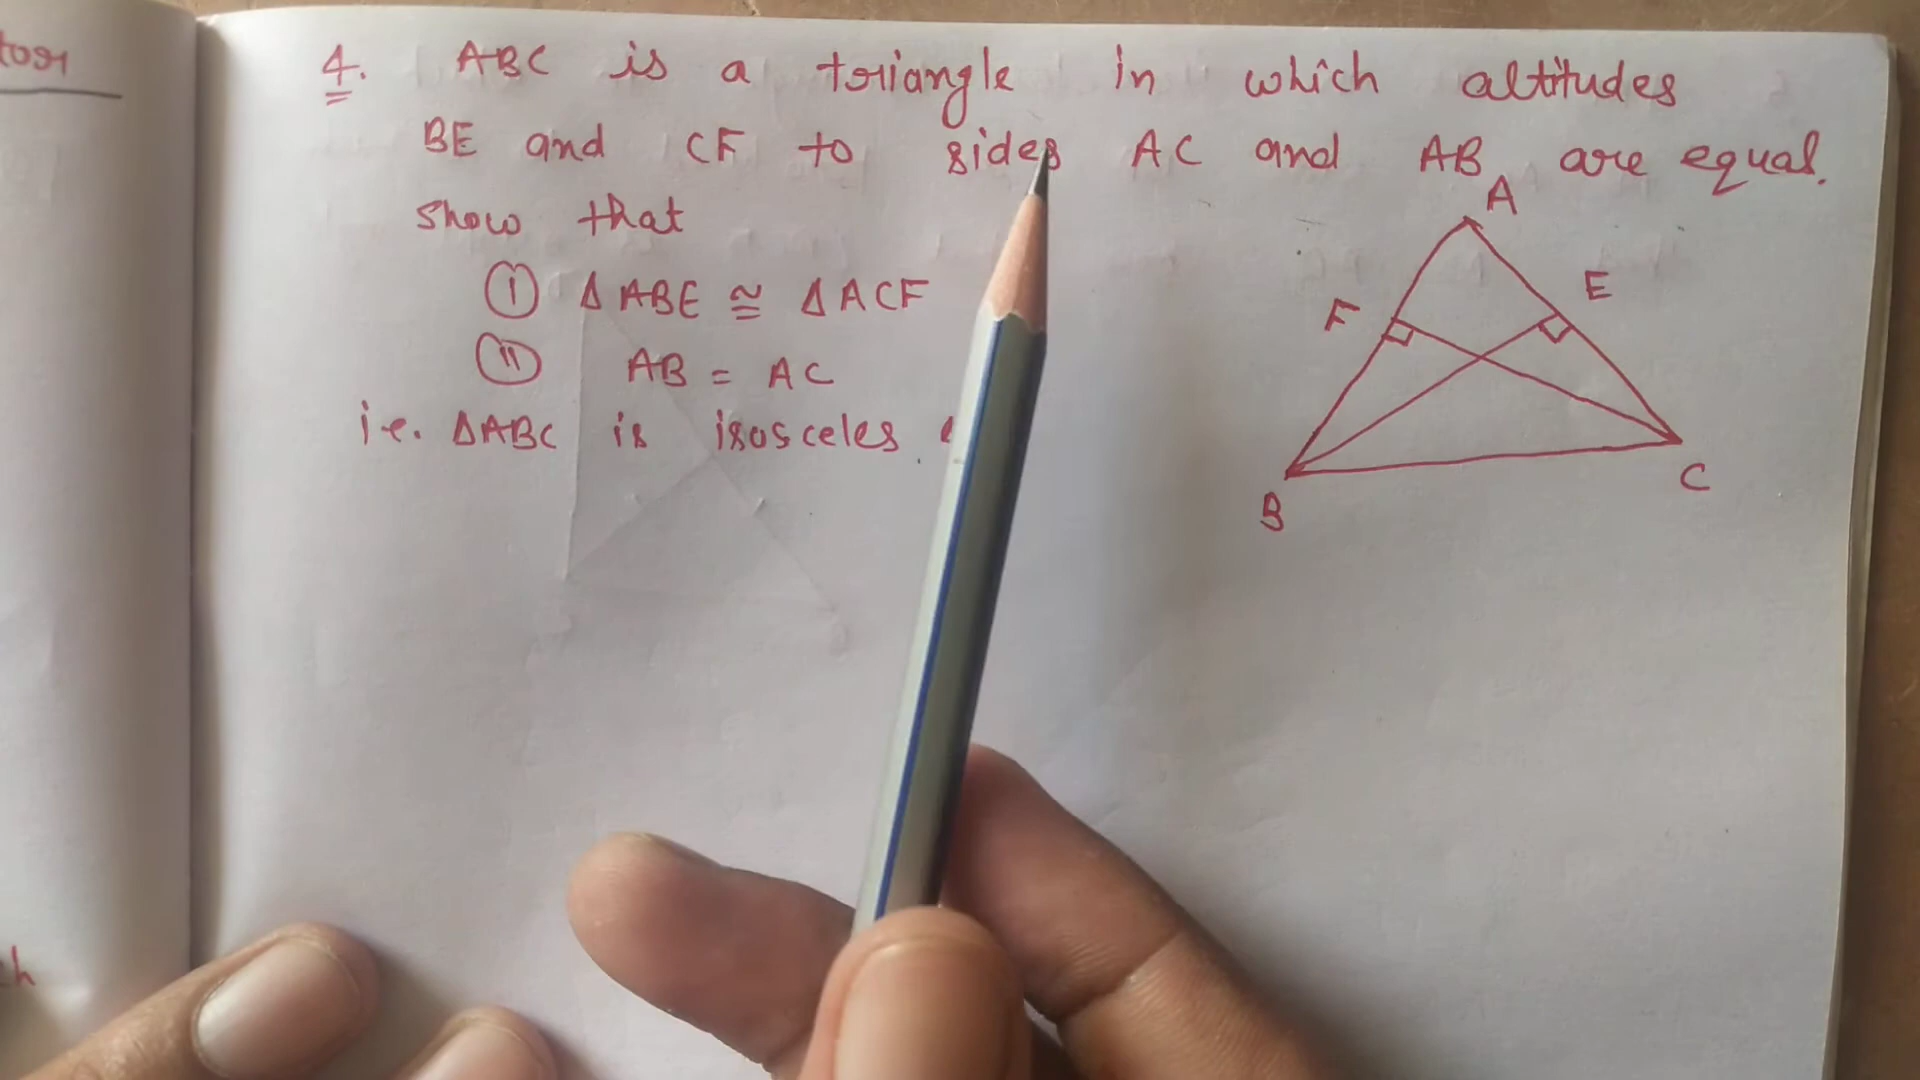 4. ABC is a triangle in which altitudes
BE and CF to sides AC and AB are equal.
show that
(i) ΔABE ≅ ΔACF
(ii) AB = AC
i.e. ΔABC is isosceles
A
E
F
C
B